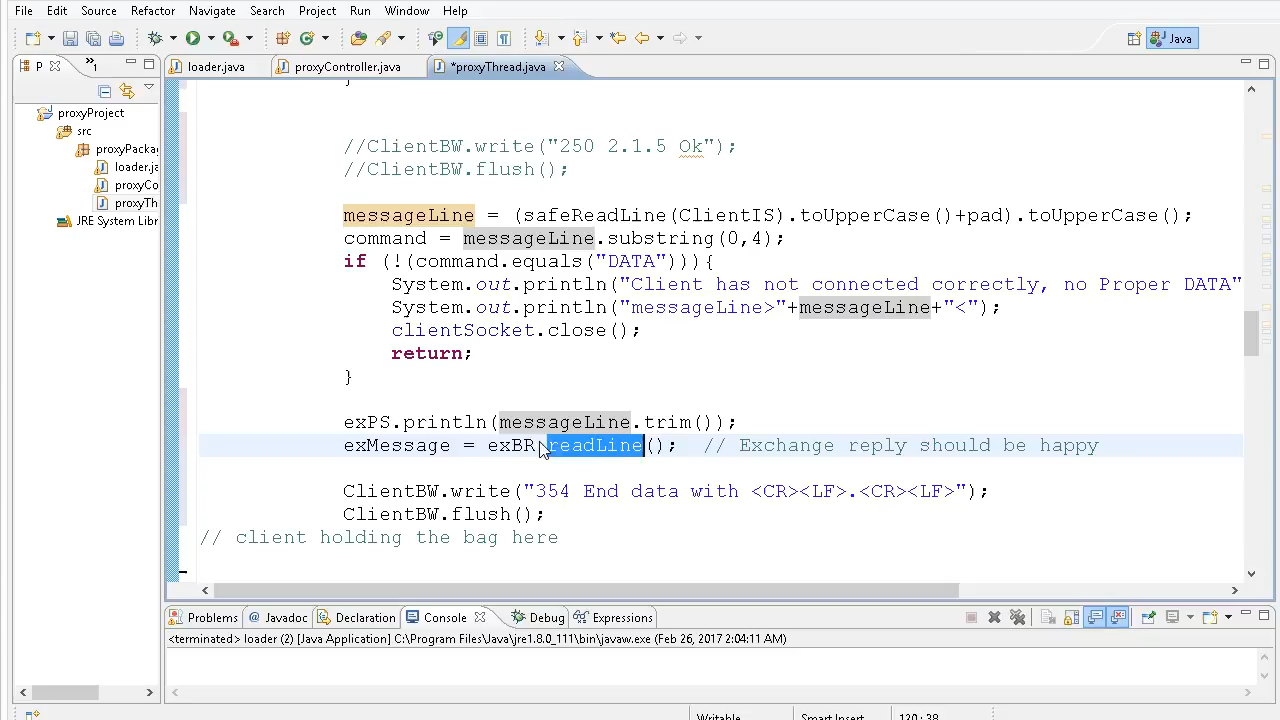 File Edit Source Refactor Navigate Search Project Run Window Help
Java
P »1 loader.java proxyController.java *proxyThread.java
proxyProject
src
proxyPacka
loader.ja
proxyCo
proxyTh
JRE System Libr
}
//ClientBW.write("250 2.1.5 Ok");
//ClientBW.flush();
messageLine = (safeReadLine(ClientIS).toUpperCase()+pad).toUpperCase();
command = messageLine.substring(0,4);
if (!(command.equals("DATA"))){
System.out.println("Client has not connected correctly, no Proper DATA"
System.out.println("messageLine>"+messageLine+"<");
clientSocket.close();
return;
}
exPS.println(messageLine.trim());
exMessage = exBR.readLine(); // Exchange reply should be happy
ClientBW.write("354 End data with <CR><LF>.<CR><LF>");
ClientBW.flush();
// client holding the bag here
Problems @ Javadoc Declaration Console Debug Expressions
<terminated> loader (2) [Java Application] C:\Program Files\Java\jre1.8.0_111\bin\javaw.exe (Feb 26, 2017 2:04:11 AM)
Writable Smart Insert 120 : 38